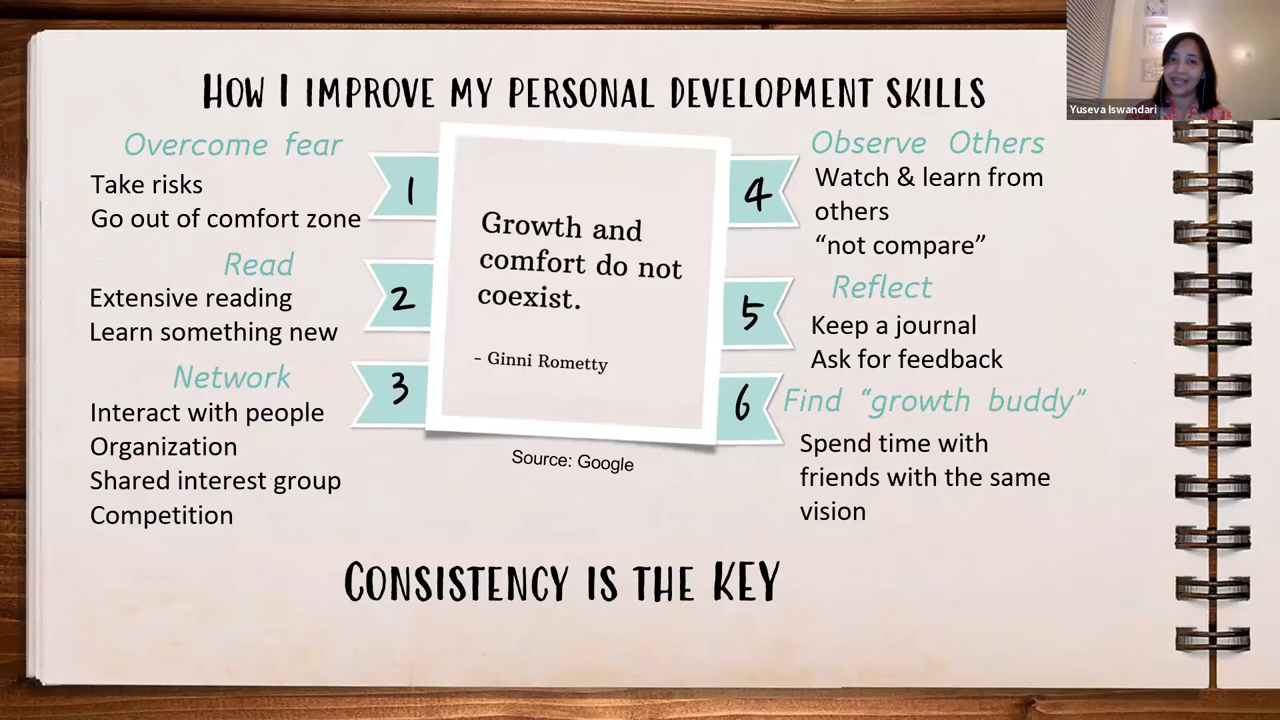 How I improve my personal development skills
Yuseva Iswandari
Overcome fear
1
Take risks
Go out of comfort zone
Read
2
Extensive reading
Learn something new
Network
3
Interact with people
Organization
Shared interest group
Competition
Growth and
comfort do not
coexist.
- Ginni Rometty
Source: Google
Observe Others
4
Watch & learn from
others
“not compare”
Reflect
5
Keep a journal
Ask for feedback
Find “growth buddy”
6
Spend time with
friends with the same
vision
Consistency is the KEY